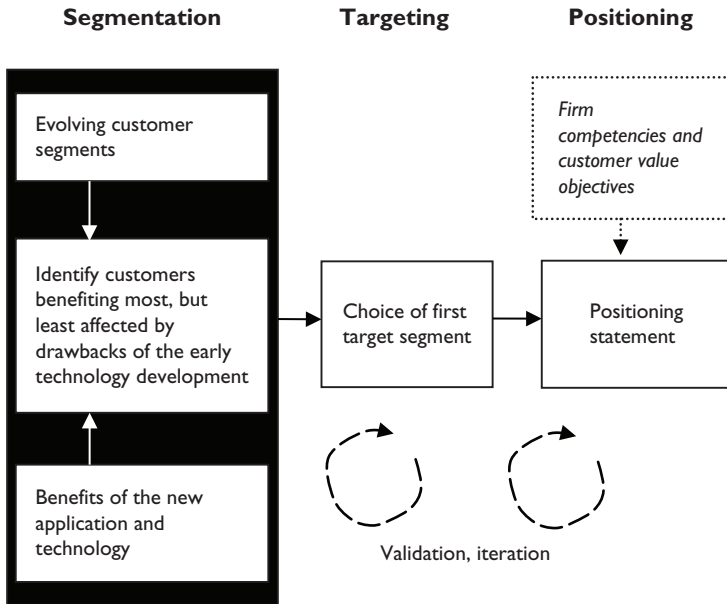 Segmentation
Targeting
Positioning
Evolving customer
segments
Identify customers
benefiting most, but
least affected by
drawbacks of the early
technology development
Benefits of the new
application and
technology
Choice of first
target segment
Firm
competencies and
customer value
objectives
Positioning
statement
Validation, iteration